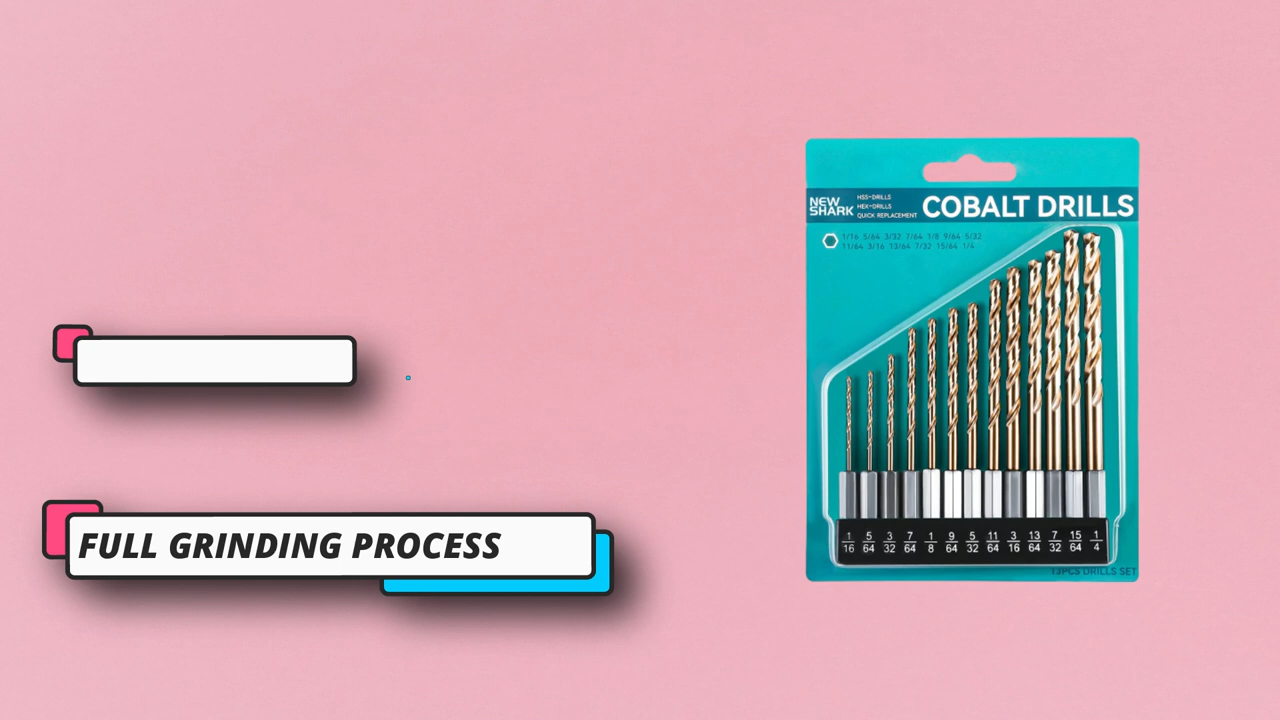 FULL GRINDING PROCESS
NEW SHARK
HSS-DRILLS
HEX-DRILLS
QUICK REPLACEMENT
COBALT DRILLS
1/16 5/64 3/32 7/64 1/8 9/64 5/32
11/64 3/16 13/64 7/32 15/64 1/4
1/16 5/64 3/32 7/64 1/8 9/64 5/32 11/64 3/16 13/64 7/32 15/64 1/4
13PCS DRILLS SET